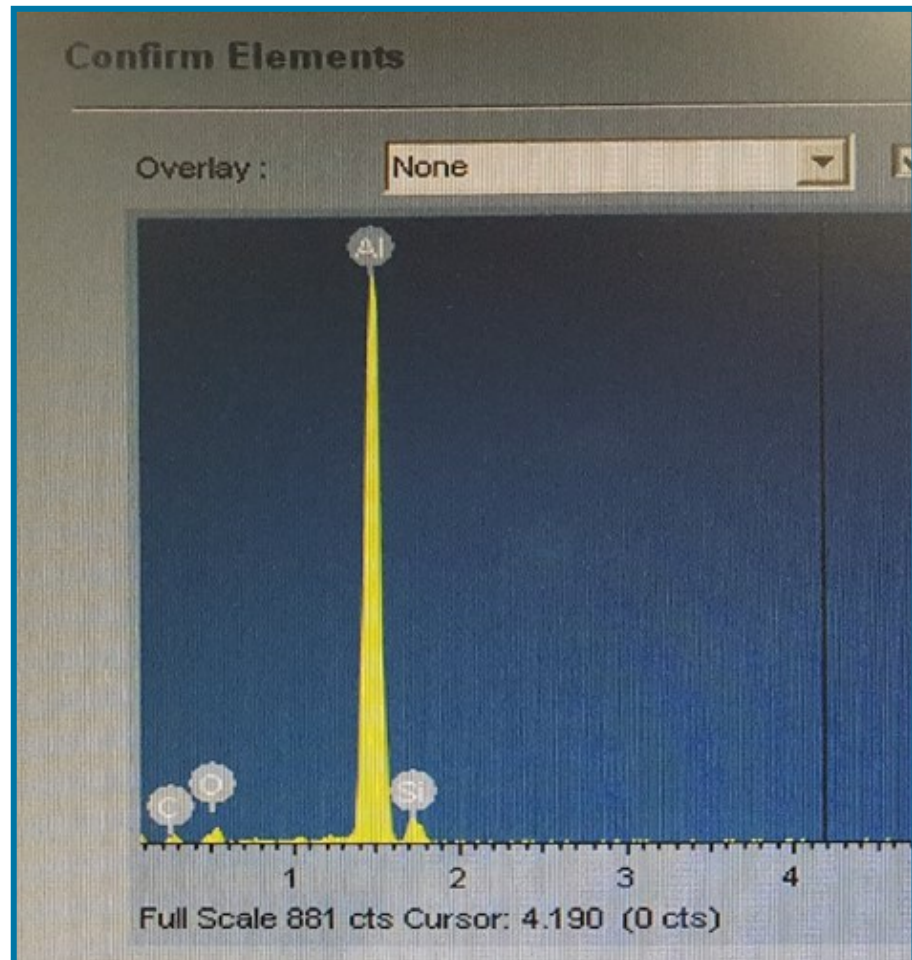 Confirm Elements
Overlay : None
Al
O
C
Si
1 2 3 4
Full Scale 881 cts Cursor: 4.190 (0 cts)